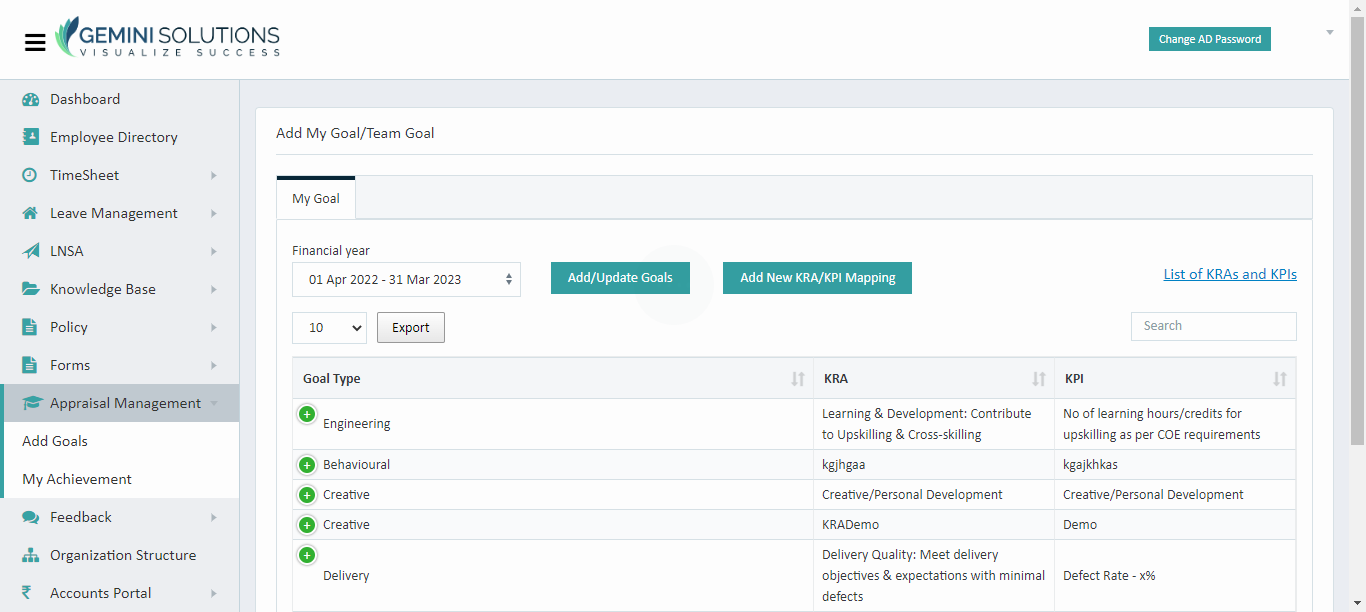 GEMINI SOLUTIONS
VISUALIZE SUCCESS
Change AD Password
Dashboard
Employee Directory
TimeSheet
Leave Management
LNSA
Knowledge Base
Policy
Forms
Appraisal Management
Add Goals
My Achievement
Feedback
Organization Structure
Accounts Portal
Add My Goal/Team Goal
My Goal
Financial year
01 Apr 2022 - 31 Mar 2023
Add/Update Goals
Add New KRA/KPI Mapping
List of KRAs and KPIs
10
Export
Search
Goal Type KRA KPI
Engineering
Learning & Development: Contribute
to Upskilling & Cross-skilling
No of learning hours/credits for
upskilling as per COE requirements
Behavioural kgjhgaa kgajkhkas
Creative Creative/Personal Development Creative/Personal Development
Creative KRADemo Demo
Delivery
Delivery Quality: Meet delivery
objectives & expectations with minimal
defects
Defect Rate - x%